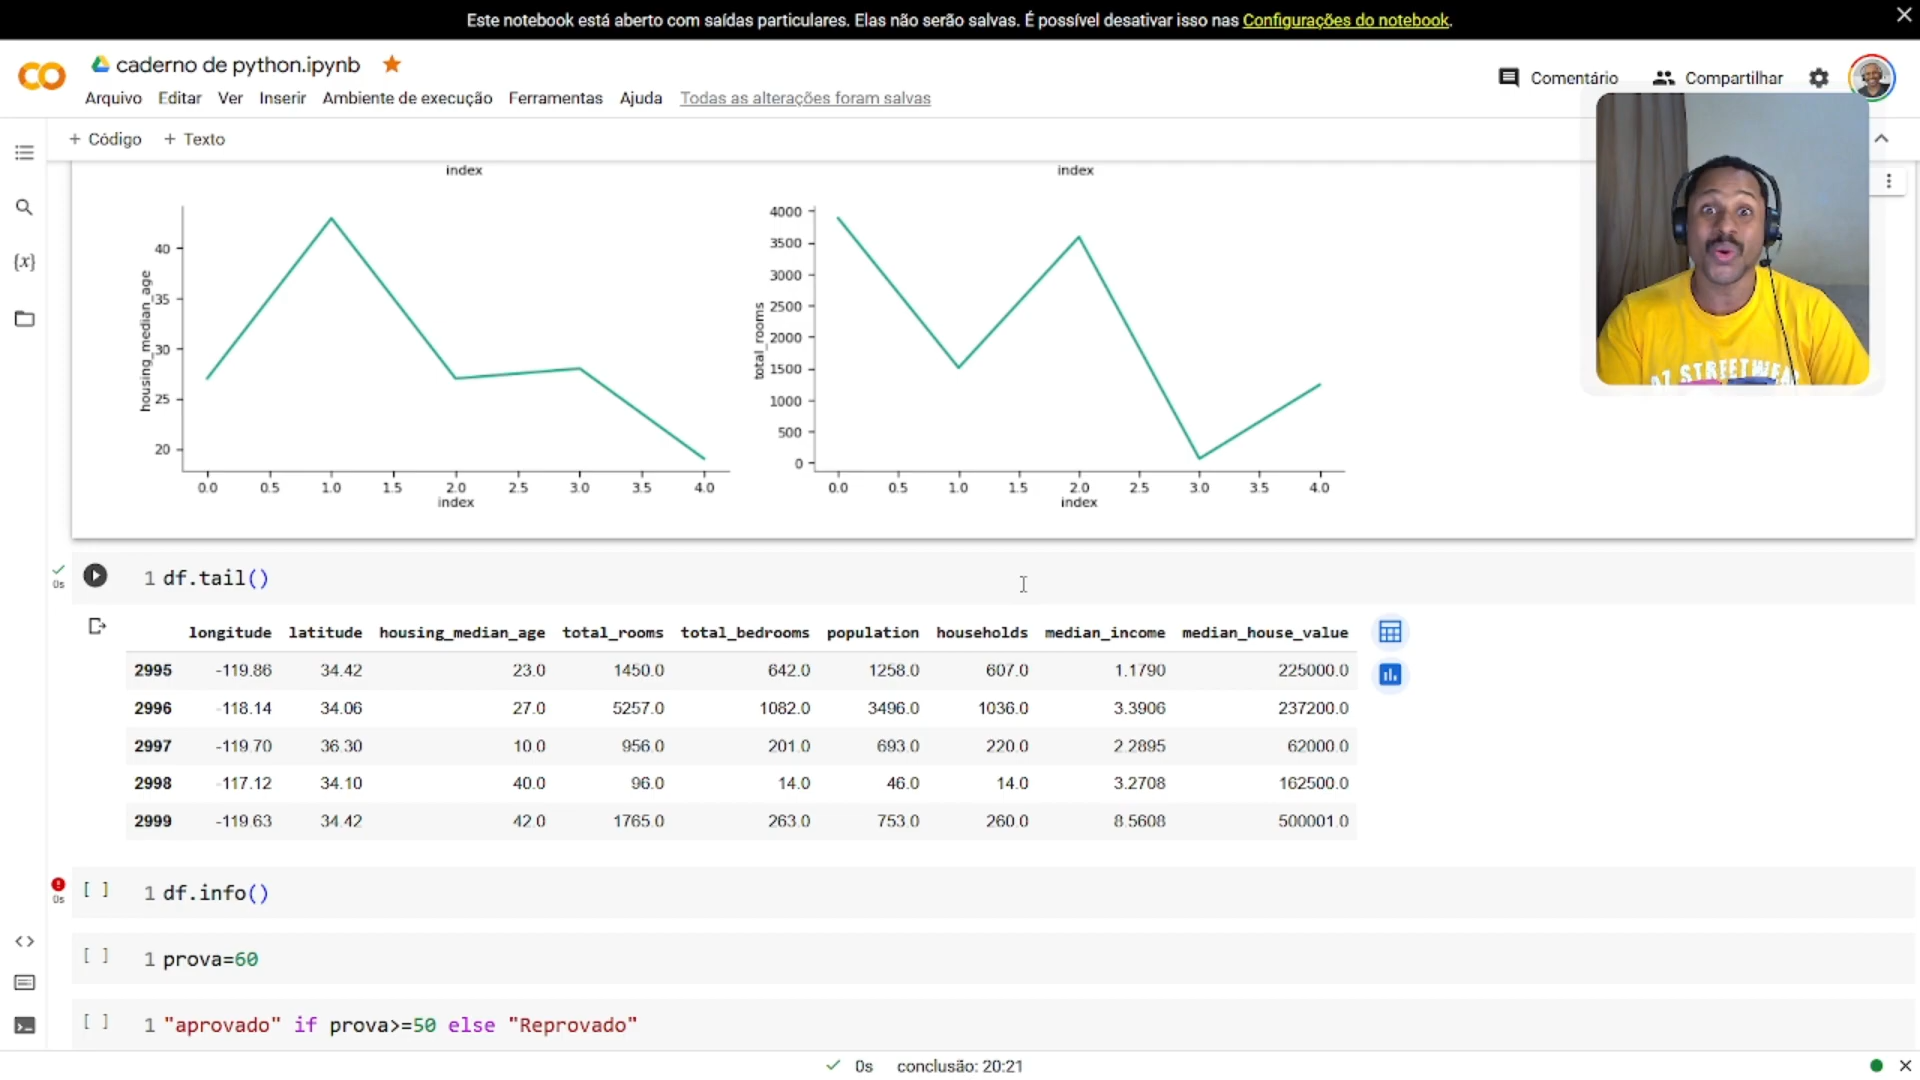 Este notebook está aberto com saídas particulares. Elas não serão salvas. É possível desativar isso nas Configurações do notebook.
caderno de python.ipynb
Comentário Compartilhar
Arquivo Editar Ver Inserir Ambiente de execução Ferramentas Ajuda Todas as alterações foram salvas
+ Código + Texto
index index
housing_median_age
40
35
30
25
20
0.0 0.5 1.0 1.5 2.0 2.5 3.0 3.5 4.0
index
total_rooms
4000
3500
3000
2500
2000
1500
1000
500
0
0.0 0.5 1.0 1.5 2.0 2.5 3.0 3.5 4.0
index
STREETWEAR
0s 1 df.tail()
longitude latitude housing_median_age total_rooms total_bedrooms population households median_income median_house_value
2995 -119.86 34.42 23.0 1450.0 642.0 1258.0 607.0 1.1790 225000.0
2996 -118.14 34.06 27.0 5257.0 1082.0 3496.0 1036.0 3.3906 237200.0
2997 -119.70 36.30 10.0 956.0 201.0 693.0 220.0 2.2895 62000.0
2998 -117.12 34.10 40.0 96.0 14.0 46.0 14.0 3.2708 162500.0
2999 -119.63 34.42 42.0 1765.0 263.0 753.0 260.0 8.5608 500001.0
0s [ ] 1 df.info()
[ ] 1 prova=60
[ ] 1 "aprovado" if prova>=50 else "Reprovado"
0s conclusão: 20:21